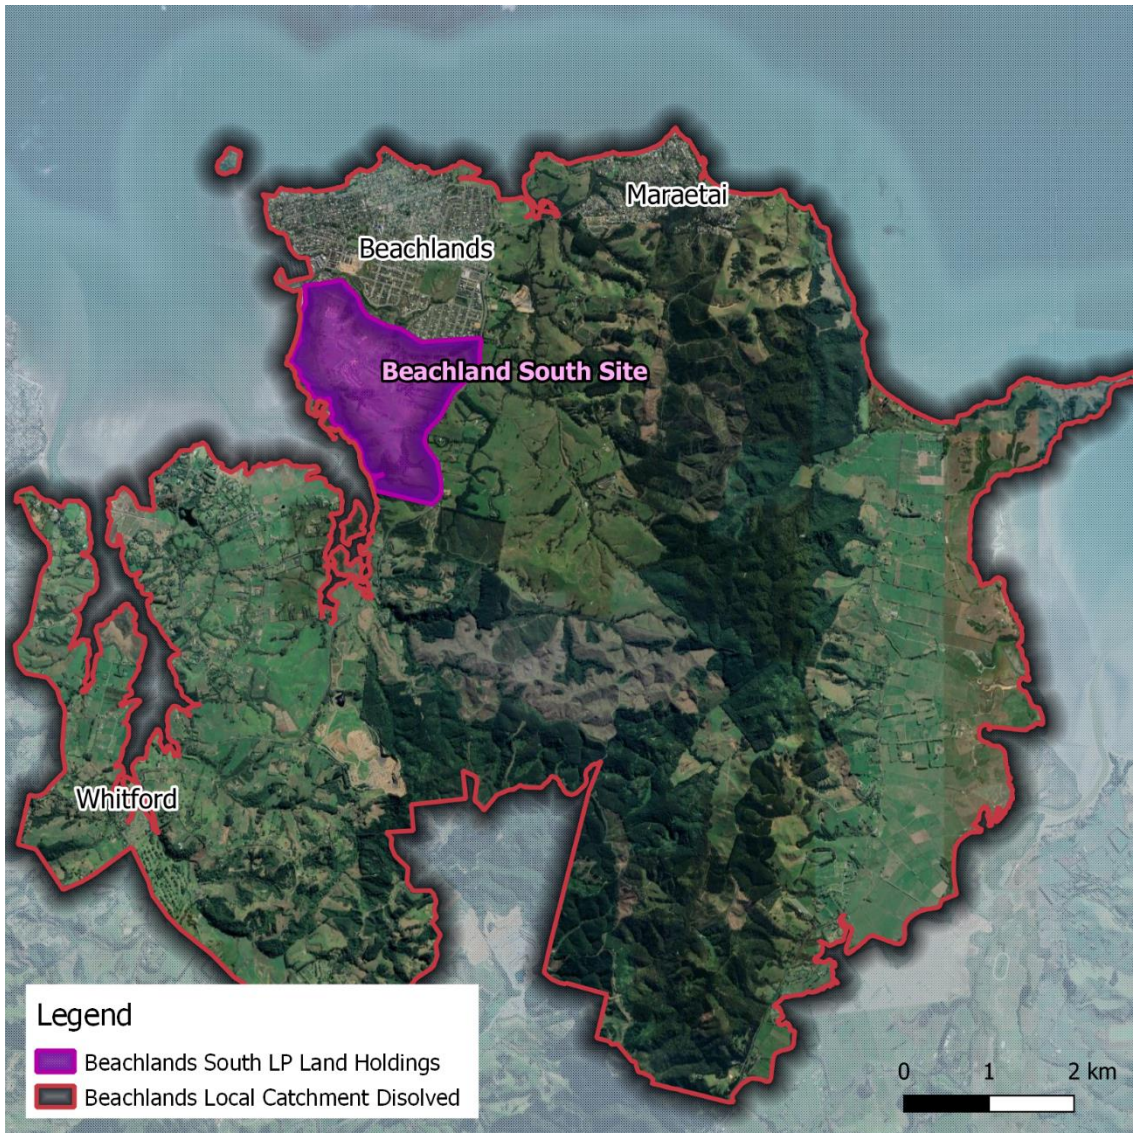 Maraetai
Beachlands
Beachland South Site
Whitford
Legend
Beachlands South LP Land Holdings
Beachlands Local Catchment Disolved
0 1 2 km